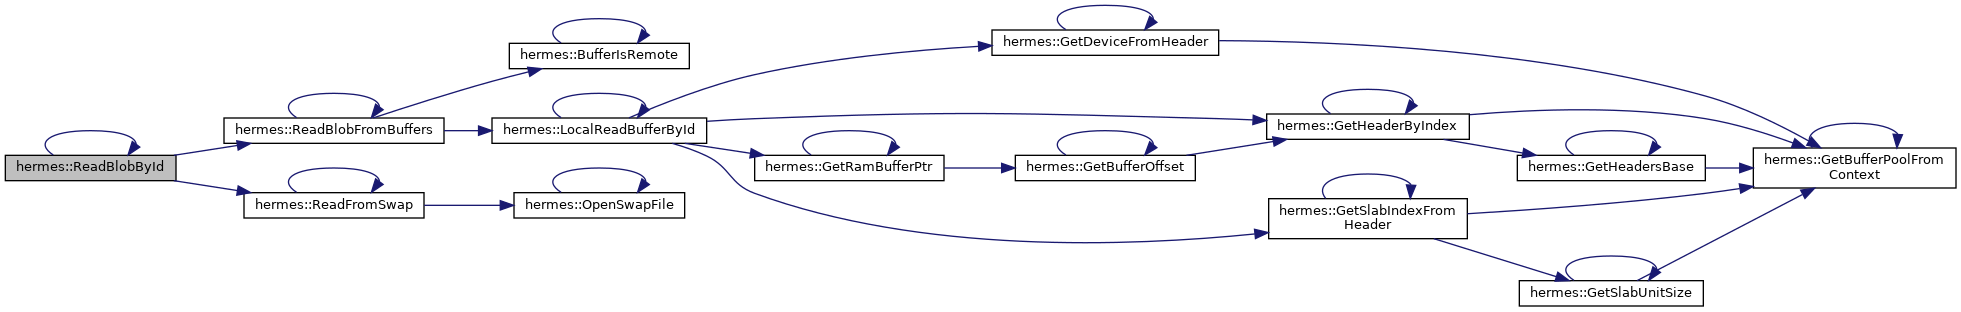 hermes::ReadBlobById
hermes::ReadBlobFromBuffers
hermes::ReadFromSwap
hermes::BufferIsRemote
hermes::LocalReadBufferById
hermes::OpenSwapFile
hermes::GetRamBufferPtr
hermes::GetDeviceFromHeader
hermes::GetBufferOffset
hermes::GetHeaderByIndex
hermes::GetSlabIndexFrom
Header
hermes::GetHeadersBase
hermes::GetSlabUnitSize
hermes::GetBufferPoolFrom
Context